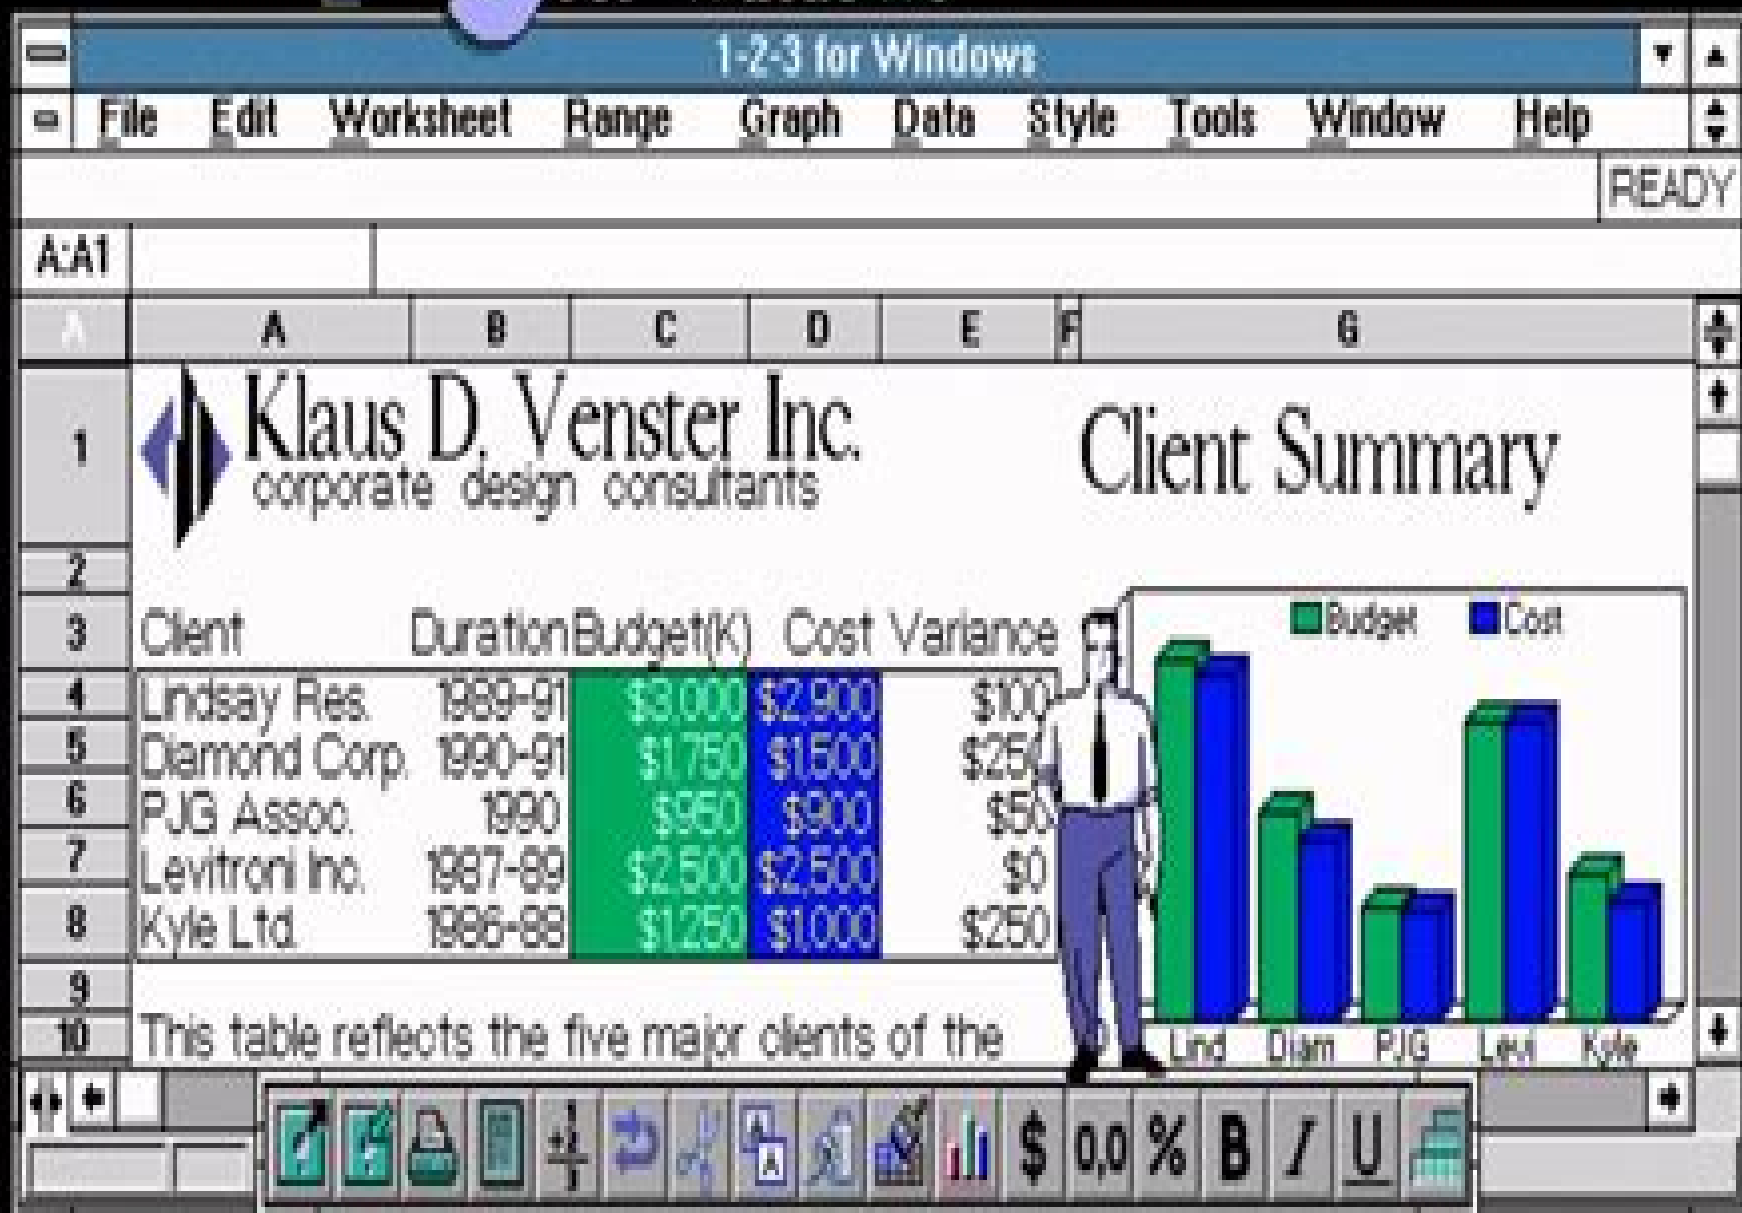 1-2-3 for Windows
File Edit Worksheet Range Graph Data Style Tools Window Help
READY
A:A1
A A B C D E F G
1 Klaus D. Venster Inc. Client Summary
corporate design consultants
2
3 Client Duration Budget(K) Cost Variance
4 Lindsay Res. 1989-91 $3,000 $2,900 $100
5 Diamond Corp. 1990-91 $1,750 $1,500 $250
6 PJG Assoc. 1990 $950 $900 $50
7 Levitroni Inc. 1987-89 $2,500 $2,500 $0
8 Kyle Ltd. 1986-88 $1,250 $1,000 $250
9
10 This table reflects the five major clients of the
Budget Cost
Lind Diam PJG Levi Kyle
$ 0,0 % B I U